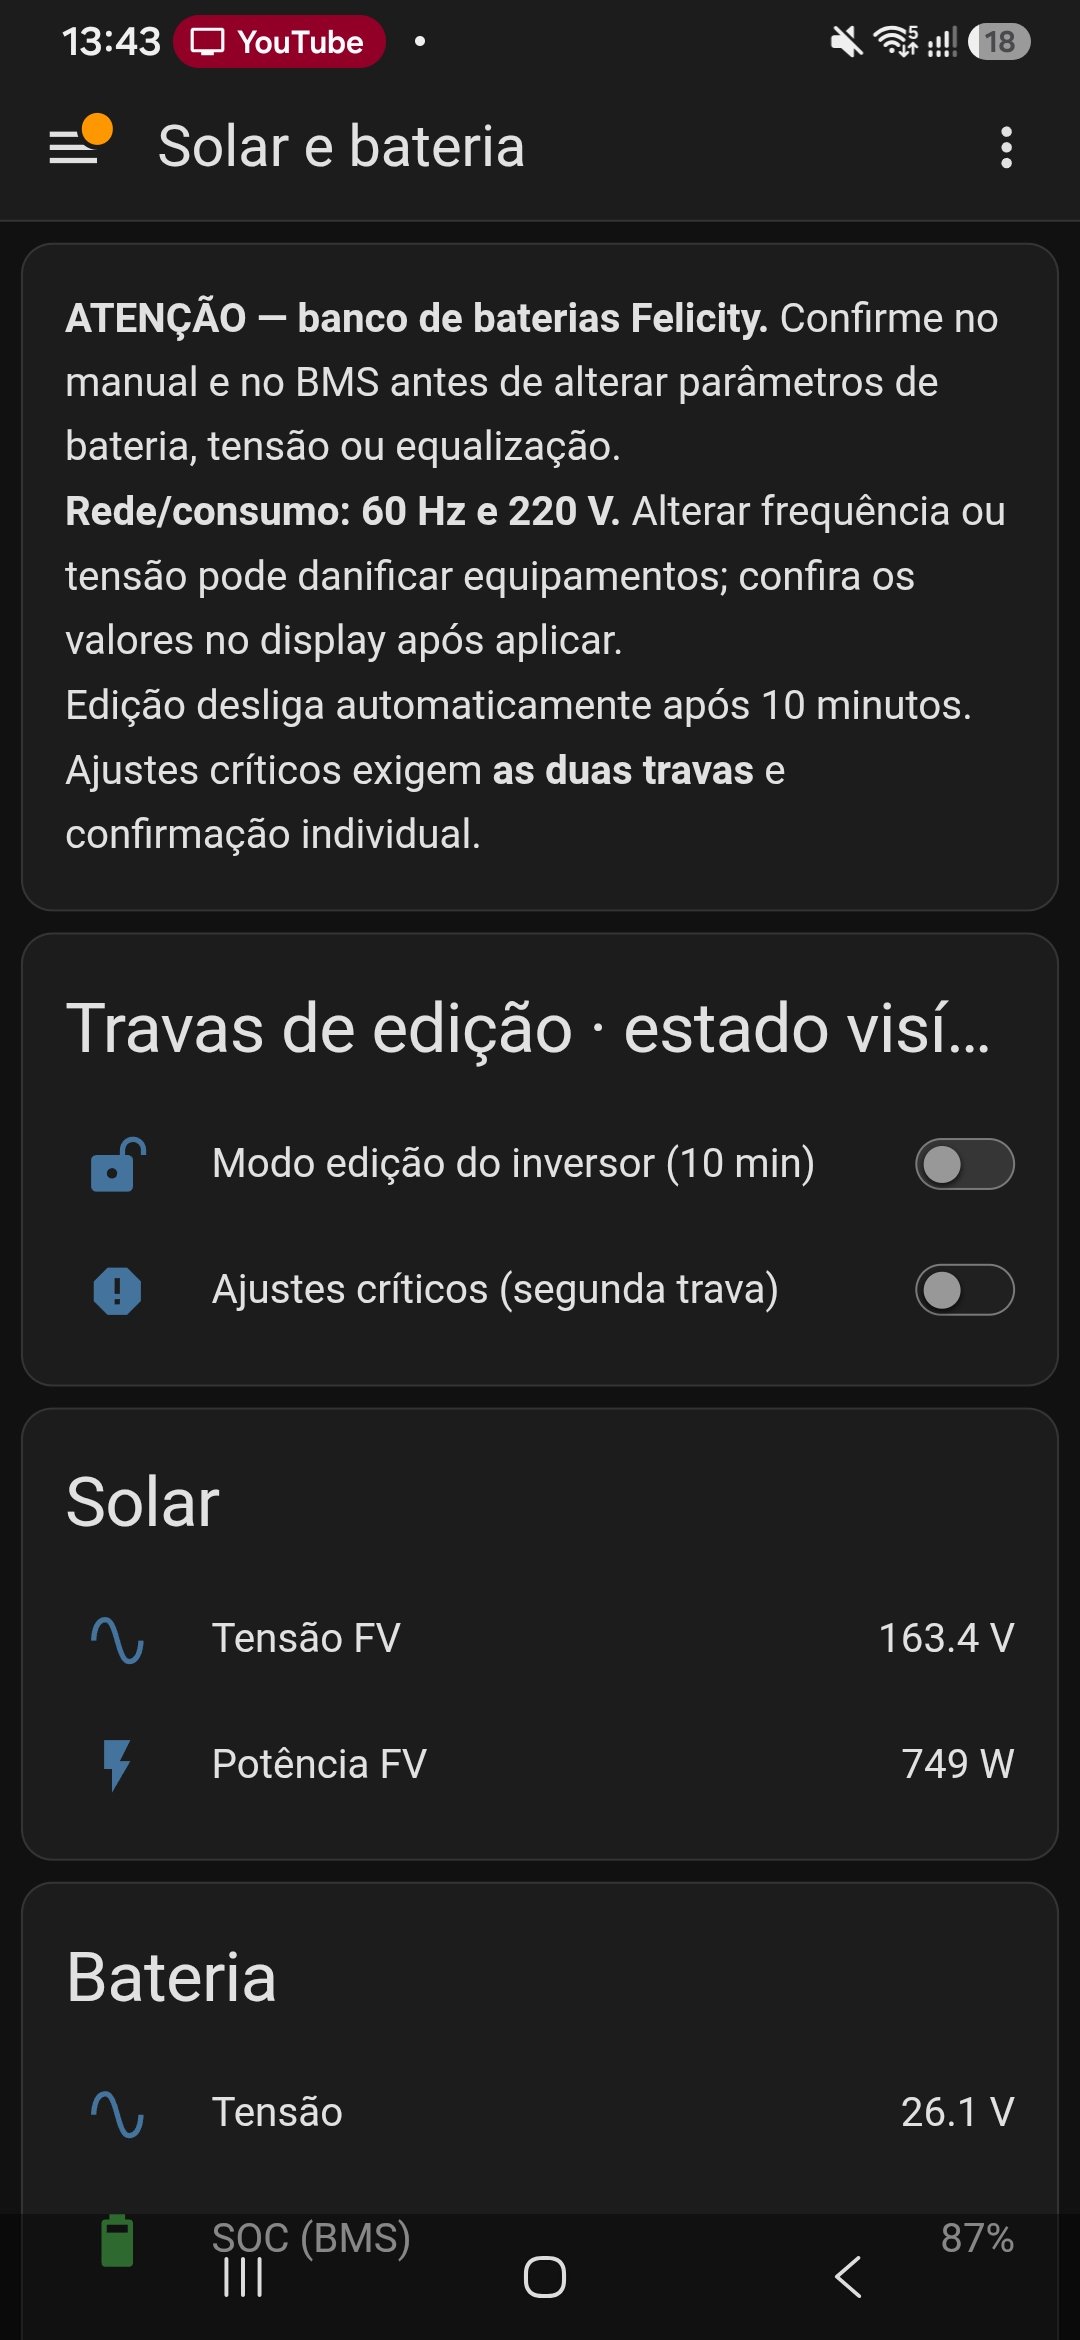 13:43 YouTube 5 18
Solar e bateria
ATENÇÃO — banco de baterias Felicity. Confirme no
manual e no BMS antes de alterar parâmetros de
bateria, tensão ou equalização.
Rede/consumo: 60 Hz e 220 V. Alterar frequência ou
tensão pode danificar equipamentos; confira os
valores no display após aplicar.
Edição desliga automaticamente após 10 minutos.
Ajustes críticos exigem as duas travas e
confirmação individual.
Travas de edição · estado visí…
Modo edição do inversor (10 min)
Ajustes críticos (segunda trava)
Solar
Tensão FV 163.4 V
Potência FV 749 W
Bateria
Tensão 26.1 V
SOC (BMS) 87%